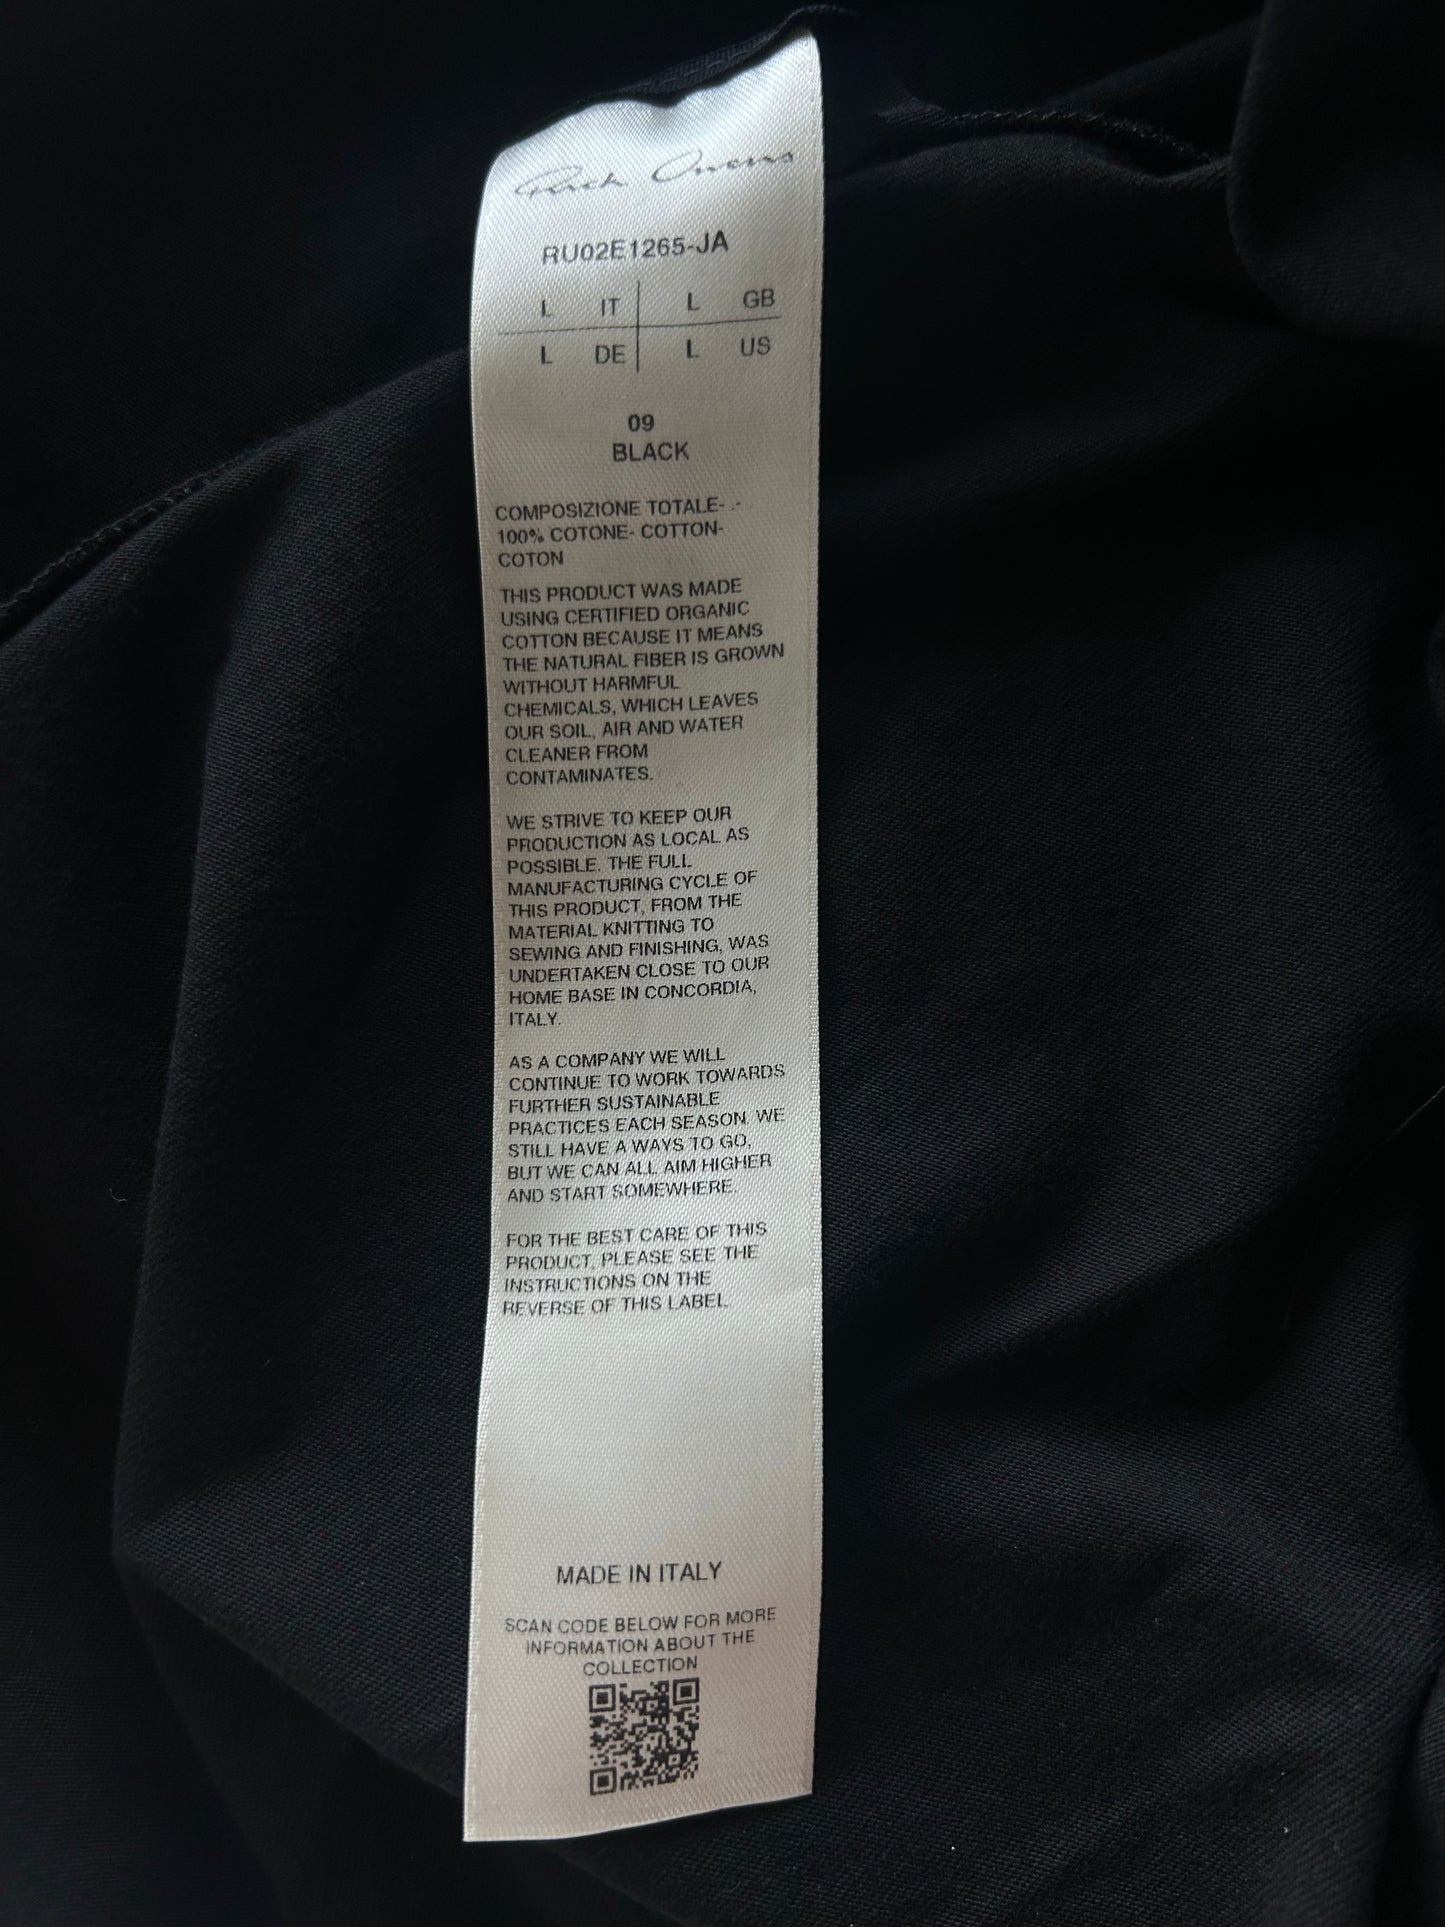 Rick Owens
RU02E1265-JA
L IT L GB
L DE L US
09
BLACK
COMPOSIZIONE TOTALE- .-
100% COTONE- COTTON-
COTON
THIS PRODUCT WAS MADE
USING CERTIFIED ORGANIC
COTTON BECAUSE IT MEANS
THE NATURAL FIBER IS GROWN
WITHOUT HARMFUL
CHEMICALS, WHICH LEAVES
OUR SOIL, AIR AND WATER
CLEANER FROM
CONTAMINATES.
WE STRIVE TO KEEP OUR
PRODUCTION AS LOCAL AS
POSSIBLE. THE FULL
MANUFACTURING CYCLE OF
THIS PRODUCT, FROM THE
MATERIAL KNITTING TO
SEWING AND FINISHING, WAS
UNDERTAKEN CLOSE TO OUR
HOME BASE IN CONCORDIA,
ITALY.
AS A COMPANY WE WILL
CONTINUE TO WORK TOWARDS
FURTHER SUSTAINABLE
PRACTICES EACH SEASON. WE
STILL HAVE A WAYS TO GO,
BUT WE CAN ALL AIM HIGHER
AND START SOMEWHERE.
FOR THE BEST CARE OF THIS
PRODUCT, PLEASE SEE THE
INSTRUCTIONS ON THE
REVERSE OF THIS LABEL.
MADE IN ITALY
SCAN CODE BELOW FOR MORE
INFORMATION ABOUT THE
COLLECTION